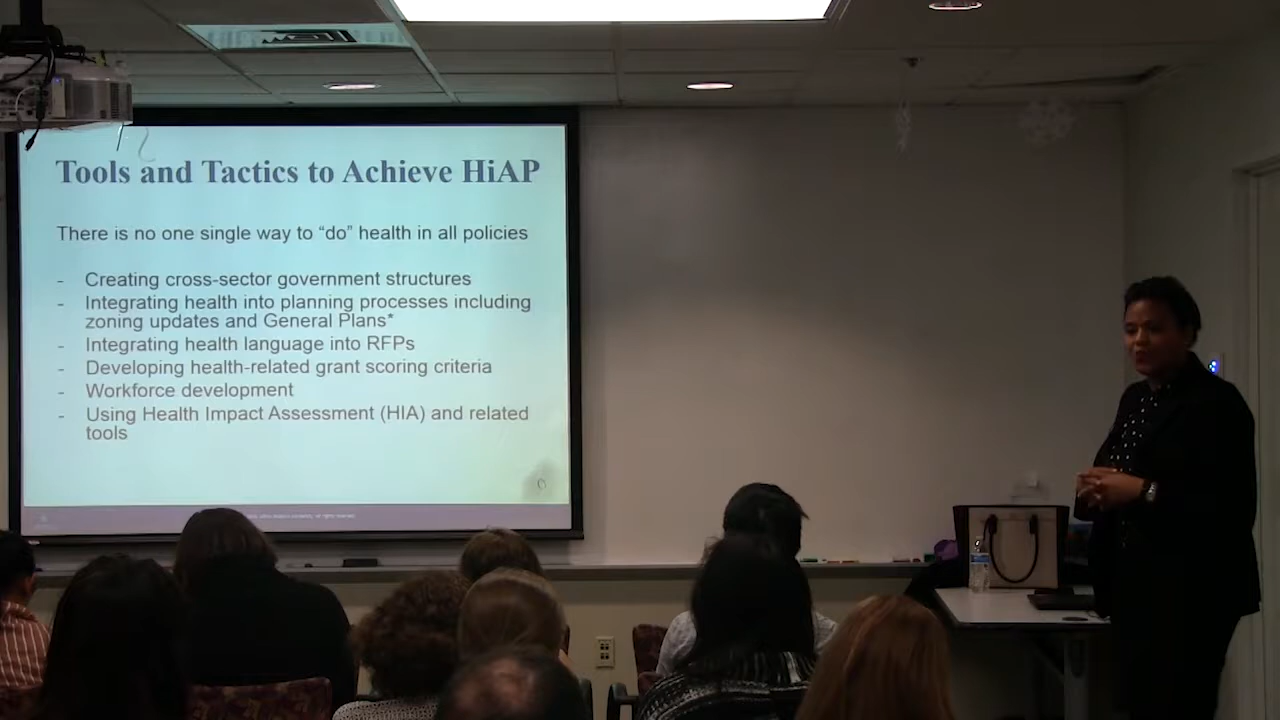 Tools and Tactics to Achieve HiAP
There is no one single way to “do” health in all policies
- Creating cross-sector government structures
- Integrating health into planning processes including
zoning updates and General Plans*
- Integrating health language into RFPs
- Developing health-related grant scoring criteria
- Workforce development
- Using Health Impact Assessment (HIA) and related
tools